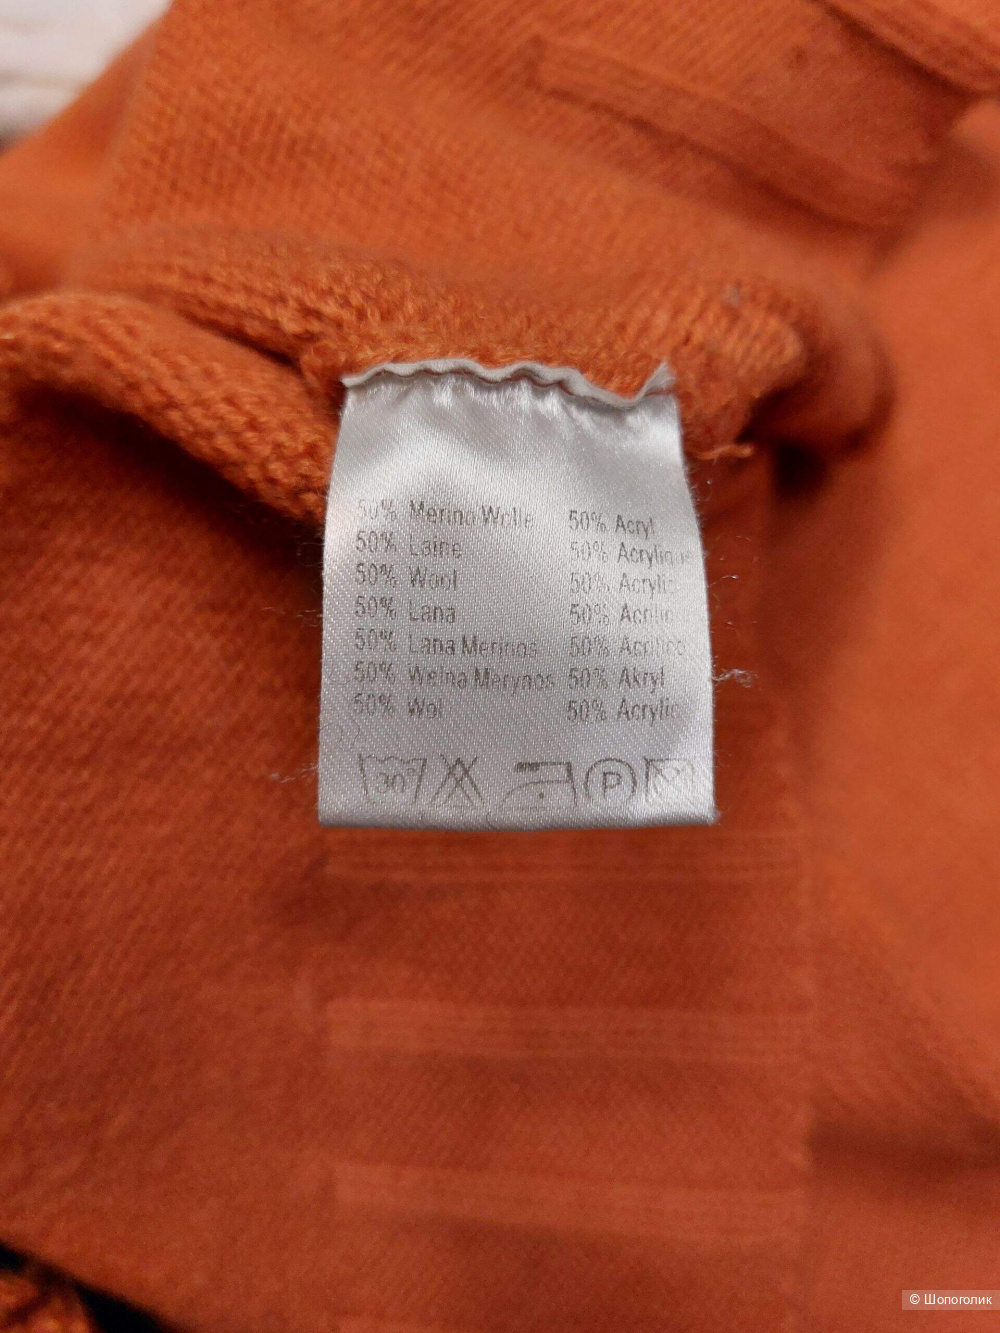 50% Merino Wolle 50% Acryl
50% Laine 50% Acrylique
50% Wool 50% Acrylic
50% Lana 50% Acrilico
50% Lana Merinos 50% Acrilico
50% Welna Merynos 50% Akryl
50% Wol 50% Acrylic
30° P
© Шопоголик